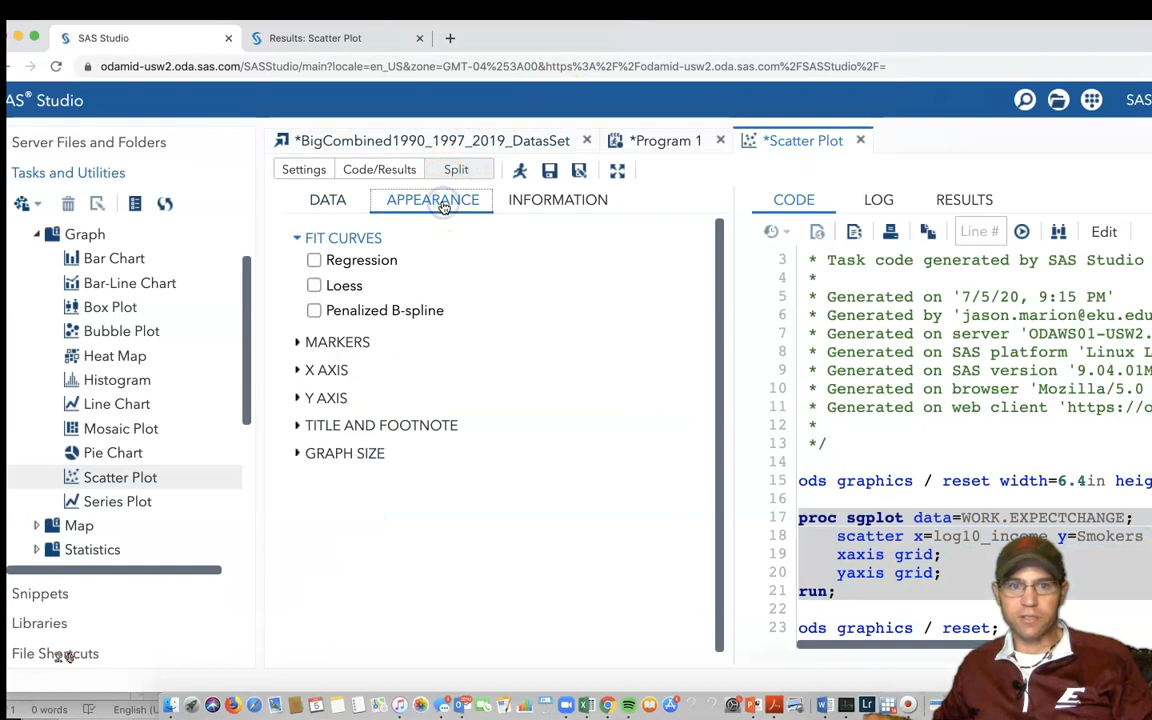 SAS Studio
Results: Scatter Plot
odamid-usw2.oda.sas.com/SASStudio/main?locale=en_US&zone=GMT-04%253A00&https%3A%2F%2Fodamid-usw2.oda.sas.com%2FSASStudio%2F=
AS® Studio
SAS
Server Files and Folders
Tasks and Utilities
Graph
Bar Chart
Bar-Line Chart
Box Plot
Bubble Plot
Heat Map
Histogram
Line Chart
Mosaic Plot
Pie Chart
Scatter Plot
Series Plot
Map
Statistics
Snippets
Libraries
File Shortcuts
*BigCombined1990_1997_2019_DatasSet
*Program 1
*Scatter Plot
Settings
Code/Results
Split
DATA
APPEARANCE
INFORMATION
FIT CURVES
Regression
Loess
Penalized B-spline
MARKERS
X AXIS
Y AXIS
TITLE AND FOOTNOTE
GRAPH SIZE
CODE
LOG
RESULTS
Line #
Edit
3 * Task code generated by SAS Studio
4 *
5 * Generated on '7/5/20, 9:15 PM'
6 * Generated by 'jason.marion@eku.edu
7 * Generated on server 'ODAWS01-USW2.
8 * Generated on SAS platform 'Linux L
9 * Generated on SAS version '9.04.01M
10 * Generated on browser 'Mozilla/5.0
11 * Generated on web client 'https://o
12 *
13 */
14
15 ods graphics / reset width=6.4in heig
16
17 proc sgplot data=WORK.EXPECTCHANGE;
18 scatter x=log10_income y=Smokers
19 xaxis grid;
20 yaxis grid;
21 run;
22
23 ods graphics / reset;
1
0 words
English (U
E